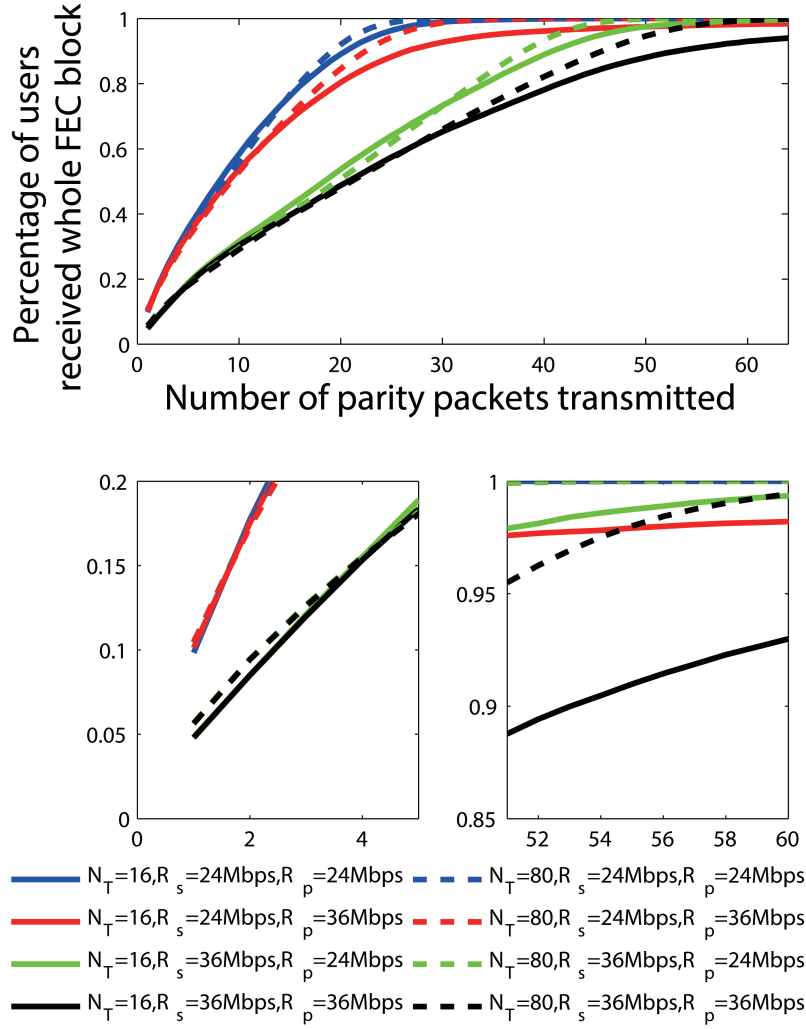 Percentage of users
received whole FEC block
1
0.8
0.6
0.4
0.2
0
0 10 20 30 40 50 60
Number of parity packets transmitted
0.2
0.15
0.1
0.05
0
0 2 4
1
0.95
0.9
0.85
52 54 56 58 60
N_T=16,R_s=24Mbps,R_p=24Mbps
N_T=80,R_s=24Mbps,R_p=24Mbps
N_T=16,R_s=24Mbps,R_p=36Mbps
N_T=80,R_s=24Mbps,R_p=36Mbps
N_T=16,R_s=36Mbps,R_p=24Mbps
N_T=80,R_s=36Mbps,R_p=24Mbps
N_T=16,R_s=36Mbps,R_p=36Mbps
N_T=80,R_s=36Mbps,R_p=36Mbps